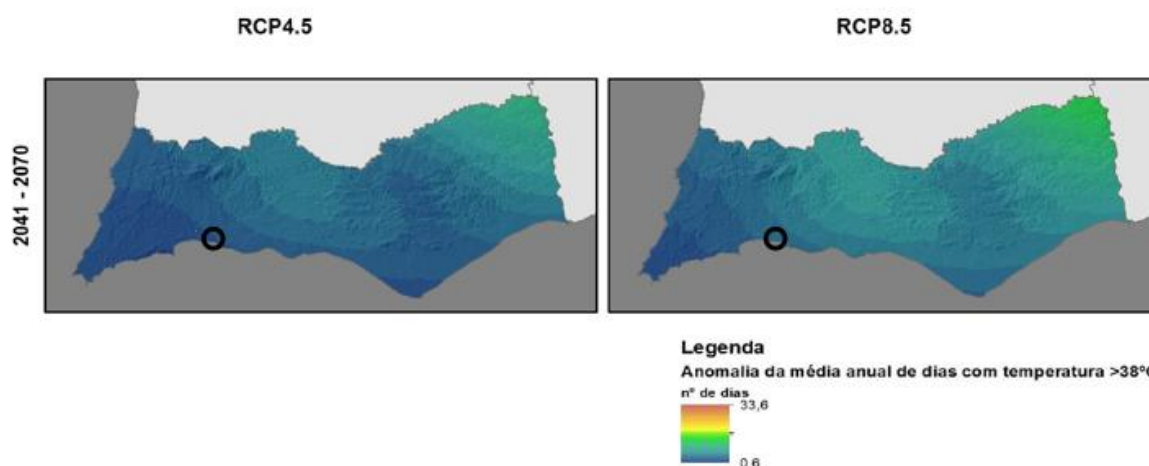 RCP4.5
RCP8.5
2041 - 2070
Legenda
Anomalia da média anual de dias com temperatura >38º
nº de dias
33,6
0,6